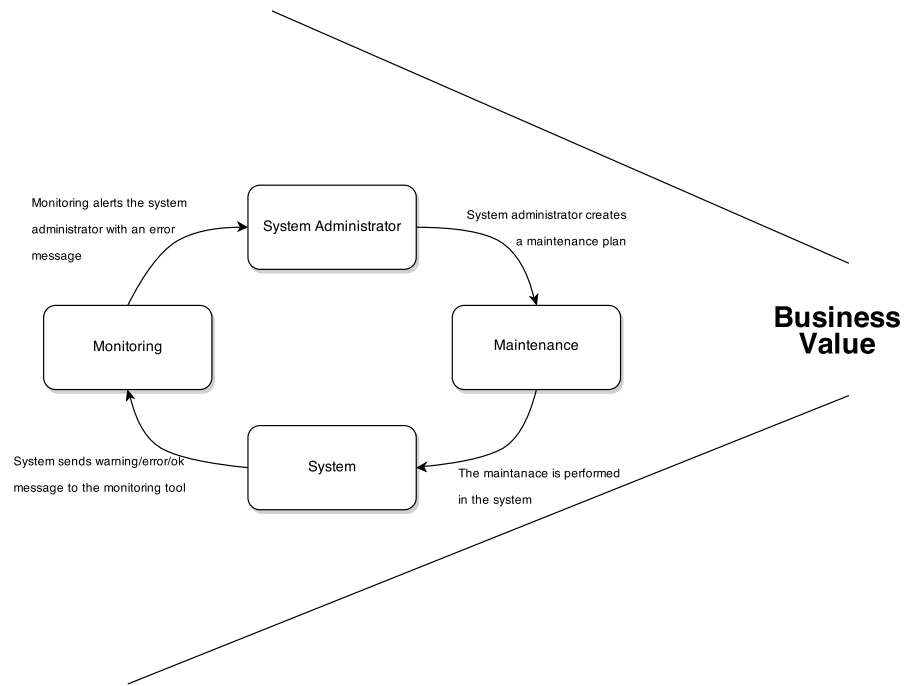 Monitoring alerts the system
administrator with an error
message
System Administrator
System administrator creates
a maintenance plan
Monitoring
Maintenance
Business
Value
System sends warning/error/ok
message to the monitoring tool
System
The maintanace is performed
in the system